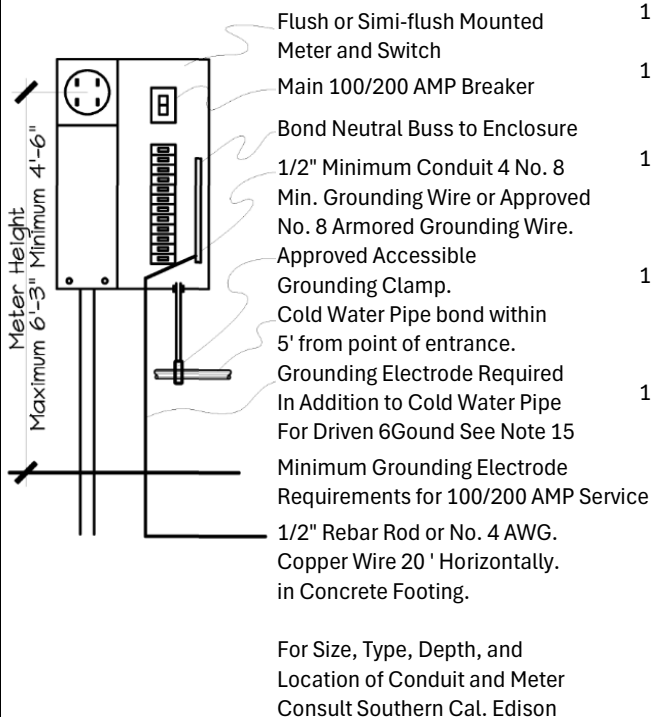 Flush or Simi-flush Mounted
Meter and Switch
Main 100/200 AMP Breaker
Bond Neutral Buss to Enclosure
1/2" Minimum Conduit 4 No. 8
Min. Grounding Wire or Approved
No. 8 Armored Grounding Wire.
Approved Accessible
Grounding Clamp.
Cold Water Pipe bond within
5' from point of entrance.
Grounding Electrode Required
In Addition to Cold Water Pipe
For Driven 6Gound See Note 15
Minimum Grounding Electrode
Requirements for 100/200 AMP Service
1/2" Rebar Rod or No. 4 AWG.
Copper Wire 20 ' Horizontally.
in Concrete Footing.
For Size, Type, Depth, and
Location of Conduit and Meter
Consult Southern Cal. Edison
Meter Height
Maximum 6'-3" Minimum 4'-6"
1
1
1
1
1